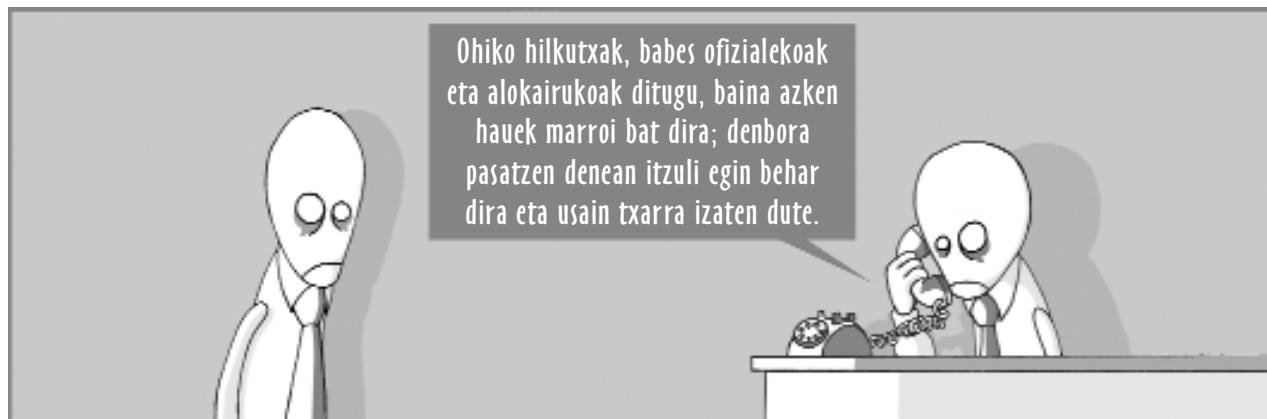 Ohiko hilkutxak, babes ofizialekoak
eta alokairukoak ditugu, baina azken
hauek marroi bat dira; denbora
pasatzen denean itzuli egin behar
dira eta usain txarra izaten dute.